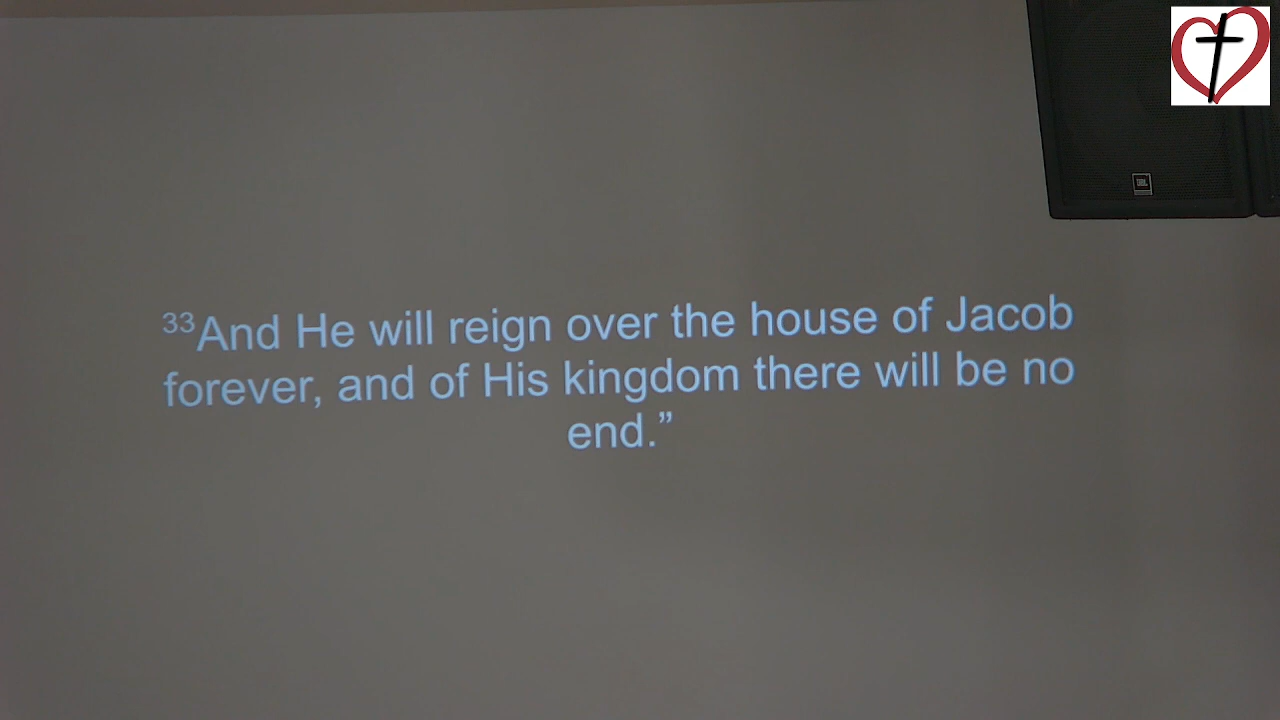 JBL
³³And He will reign over the house of Jacob
forever, and of His kingdom there will be no
end.”